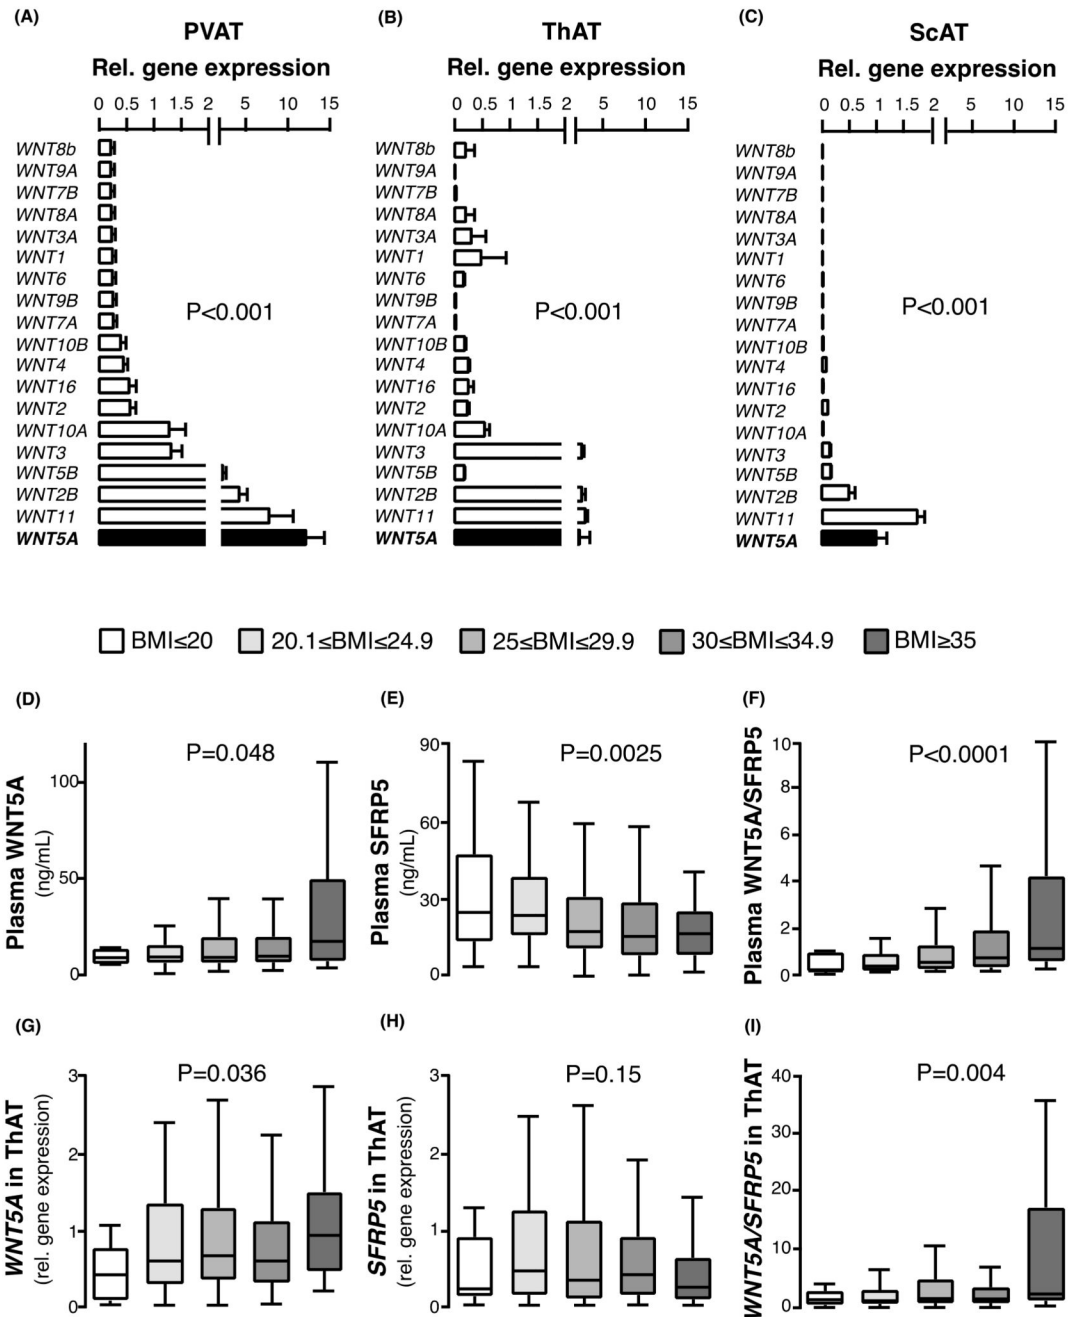 (A)
PVAT
Rel. gene expression
0 0.5 1 1.5 2 5 10 15
WNT8b
WNT9A
WNT7B
WNT8A
WNT3A
WNT1
WNT6
WNT9B
WNT7A
WNT10B
WNT4
WNT16
WNT2
WNT10A
WNT3
WNT5B
WNT2B
WNT11
WNT5A
P<0.001
(B)
ThAT
Rel. gene expression
0 0.5 1 1.5 2 5 10 15
WNT8b
WNT9A
WNT7B
WNT8A
WNT3A
WNT1
WNT6
WNT9B
WNT7A
WNT10B
WNT4
WNT16
WNT2
WNT10A
WNT3
WNT5B
WNT2B
WNT11
WNT5A
P<0.001
(C)
ScAT
Rel. gene expression
0 0.5 1 1.5 2 5 10 15
WNT8b
WNT9A
WNT7B
WNT8A
WNT3A
WNT1
WNT6
WNT9B
WNT7A
WNT10B
WNT4
WNT16
WNT2
WNT10A
WNT3
WNT5B
WNT2B
WNT11
WNT5A
P<0.001
BMI≤20 20.1≤BMI≤24.9 25≤BMI≤29.9 30≤BMI≤34.9 BMI≥35
(D)
P=0.048
Plasma WNT5A
(ng/mL)
100
50
0
(E)
P=0.0025
Plasma SFRP5
(ng/mL)
90
60
30
0
(F)
P<0.0001
Plasma WNT5A/SFRP5
10
8
6
4
2
0
(G)
P=0.036
WNT5A in ThAT
(rel. gene expression)
3
2
1
0
(H)
P=0.15
SFRP5 in ThAT
(rel. gene expression)
3
2
1
0
(I)
P=0.004
WNT5A/SFRP5 in ThAT
40
30
20
10
0